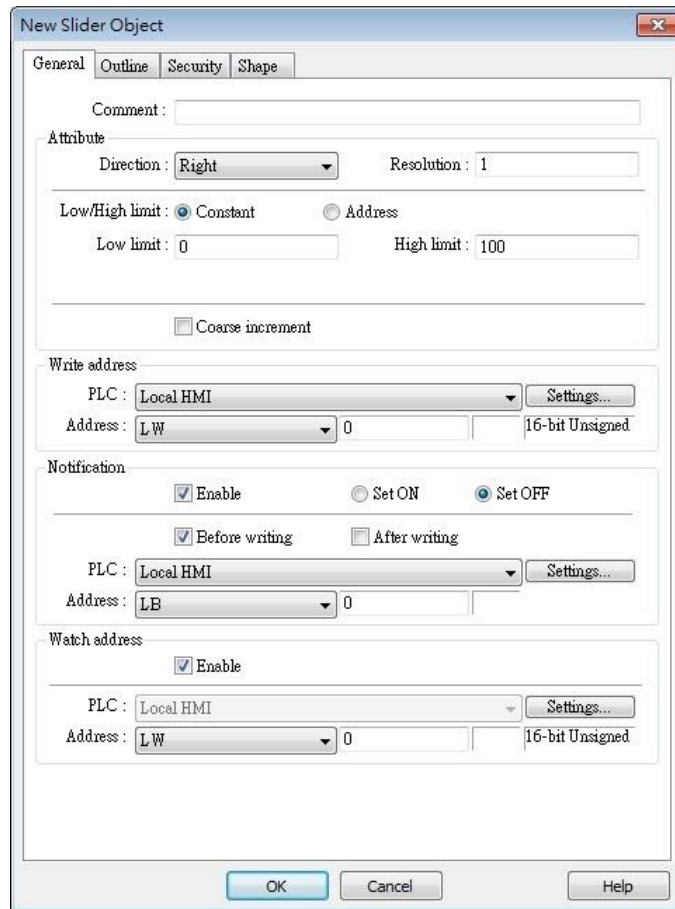 New Slider Object
General Outline Security Shape
Comment :
Attribute
Direction : Right Resolution : 1
Low/High limit : Constant Address
Low limit : 0 High limit : 100
Coarse increment
Write address
PLC : Local HMI Settings...
Address : LW 0 16-bit Unsigned
Notification
Enable Set ON Set OFF
Before writing After writing
PLC : Local HMI Settings...
Address : LB 0
Watch address
Enable
PLC : Local HMI Settings...
Address : LW 0 16-bit Unsigned
OK Cancel Help